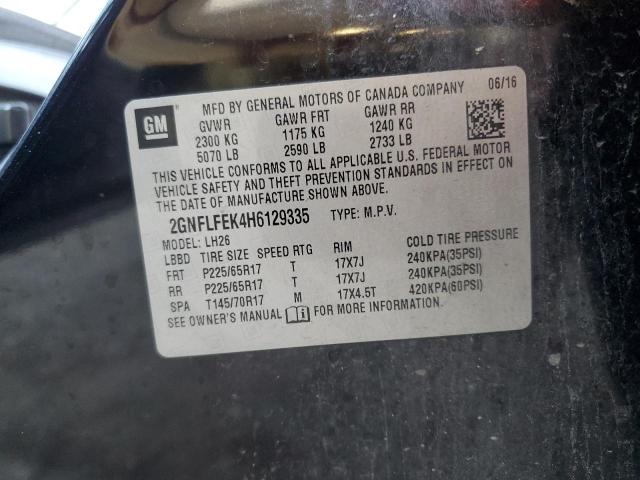 GM
MFD BY GENERAL MOTORS OF CANADA COMPANY 06/16
GVWR GAWR FRT GAWR RR
2300 KG 1175 KG 1240 KG
5070 LB 2590 LB 2733 LB
THIS VEHICLE CONFORMS TO ALL APPLICABLE U.S. FEDERAL MOTOR
VEHICLE SAFETY AND THEFT PREVENTION STANDARDS IN EFFECT ON
THE DATE OF MANUFACTURE SHOWN ABOVE.
2GNFLFEK4H6129335 TYPE: M.P.V.
MODEL: LH26
LBBD TIRE SIZE SPEED RTG RIM COLD TIRE PRESSURE
FRT P225/65R17 T 17X7J 240KPA(35PSI)
RR P225/65R17 T 17X7J 240KPA(35PSI)
SPA T145/70R17 M 17X4.5T 420KPA(60PSI)
SEE OWNER'S MANUAL FOR MORE INFORMATION.